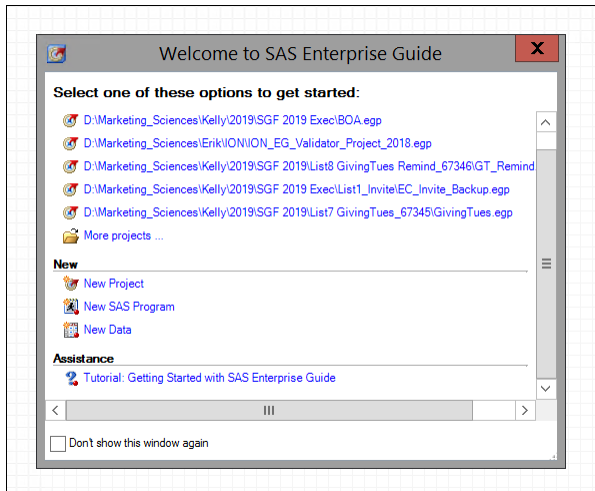 Welcome to SAS Enterprise Guide
X
Select one of these options to get started:
D:\Marketing_Sciences\Kelly\2019\SGF 2019 Exec\BOA.egp
D:\Marketing_Sciences\Erik\ION\ION_EG_Validator_Project_2018.egp
D:\Marketing_Sciences\Kelly\2019\SGF 2019\List8 GivingTues Remind_67346\GT_Remind
D:\Marketing_Sciences\Kelly\2019\SGF 2019 Exec\List1_Invite\EC_Invite_Backup.egp
D:\Marketing_Sciences\Kelly\2019\SGF 2019\List7 GivingTues_67345\GivingTues.egp
More projects ...
New
New Project
New SAS Program
New Data
Assistance
Tutorial: Getting Started with SAS Enterprise Guide
Don't show this window again